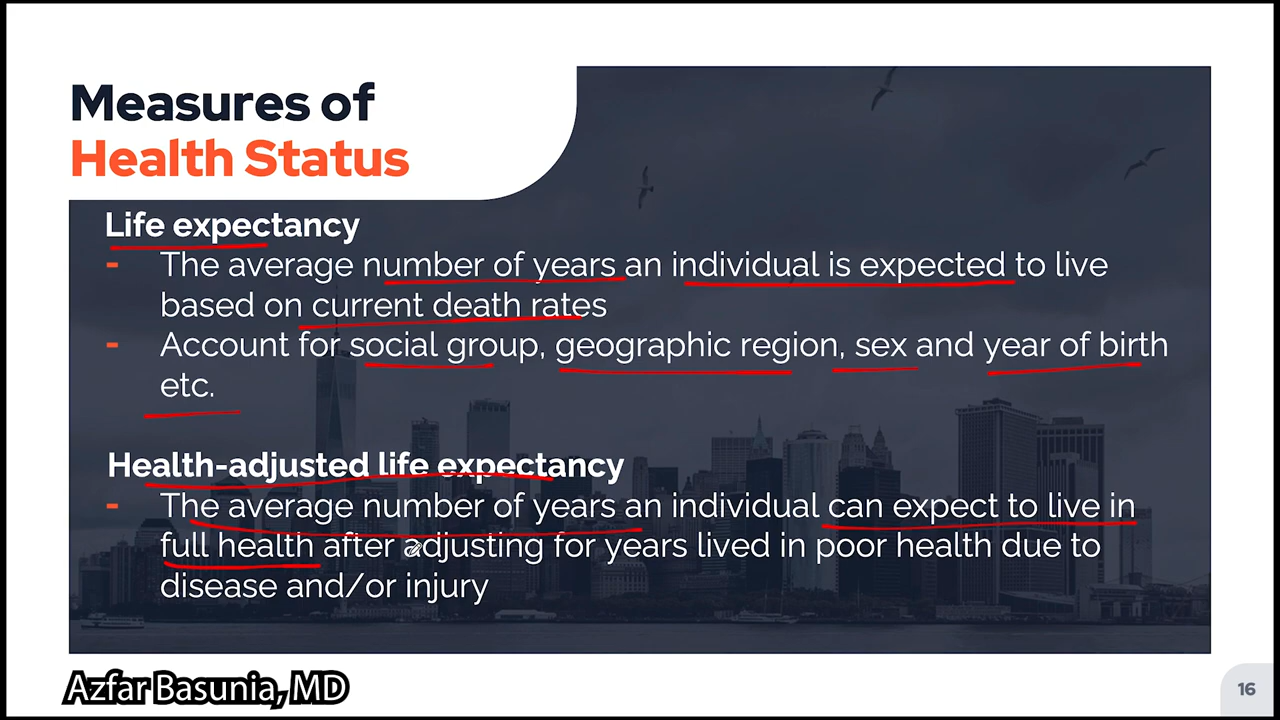 Measures of
Health Status
Life expectancy
- The average number of years an individual is expected to live
based on current death rates
- Account for social group, geographic region, sex and year of birth
etc.
Health-adjusted life expectancy
- The average number of years an individual can expect to live in
full health after adjusting for years lived in poor health due to
disease and/or injury
Azfar Basunia, MD
16